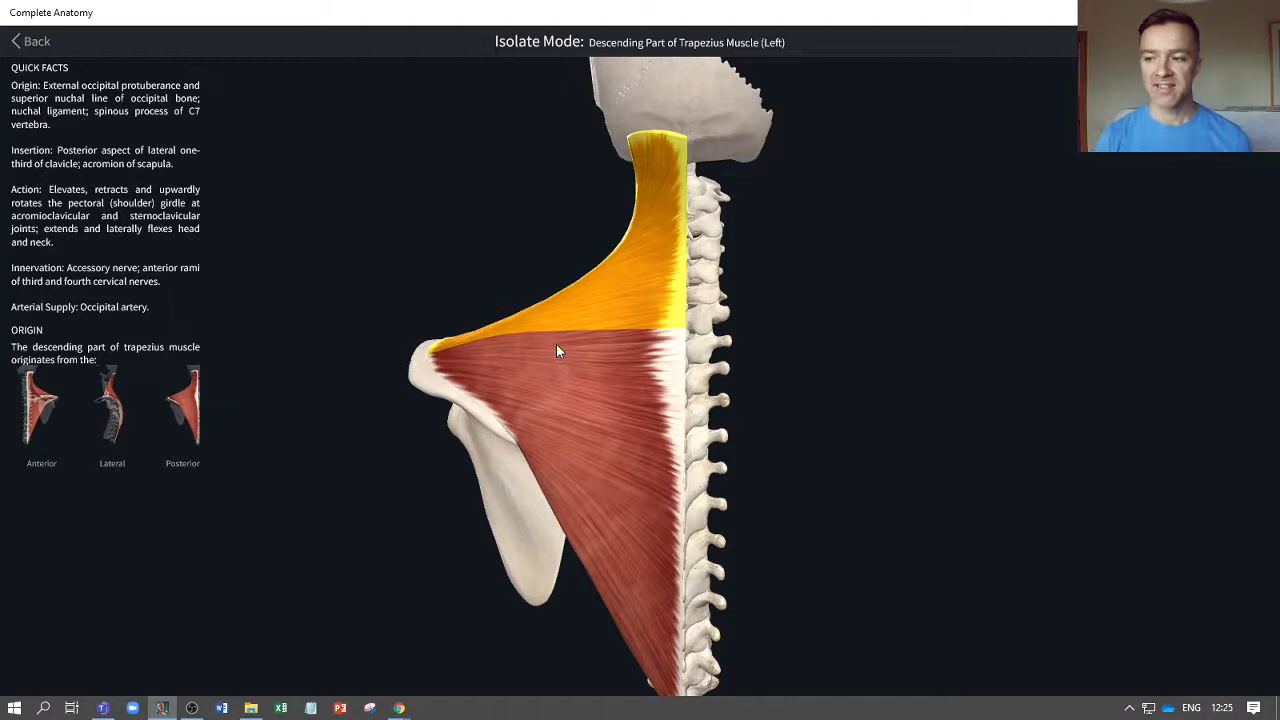 Complete Anatomy
Back
Isolate Mode: Descending Part of Trapezius Muscle (Left)
QUICK FACTS
Origin: External occipital protuberance and
superior nuchal line of occipital bone;
nuchal ligament; spinous process of C7
vertebra.
Insertion: Posterior aspect of lateral one-
third of clavicle; acromion of scapula.
Action: Elevates, retracts and upwardly
rotates the pectoral (shoulder) girdle at
acromioclavicular and sternoclavicular
joints; extends and laterally flexes head
and neck.
Innervation: Accessory nerve; anterior rami
of third and fourth cervical nerves.
Arterial Supply: Occipital artery.
ORIGIN
The descending part of trapezius muscle
originates from the:
Anterior Lateral Posterior
ENG 12:25